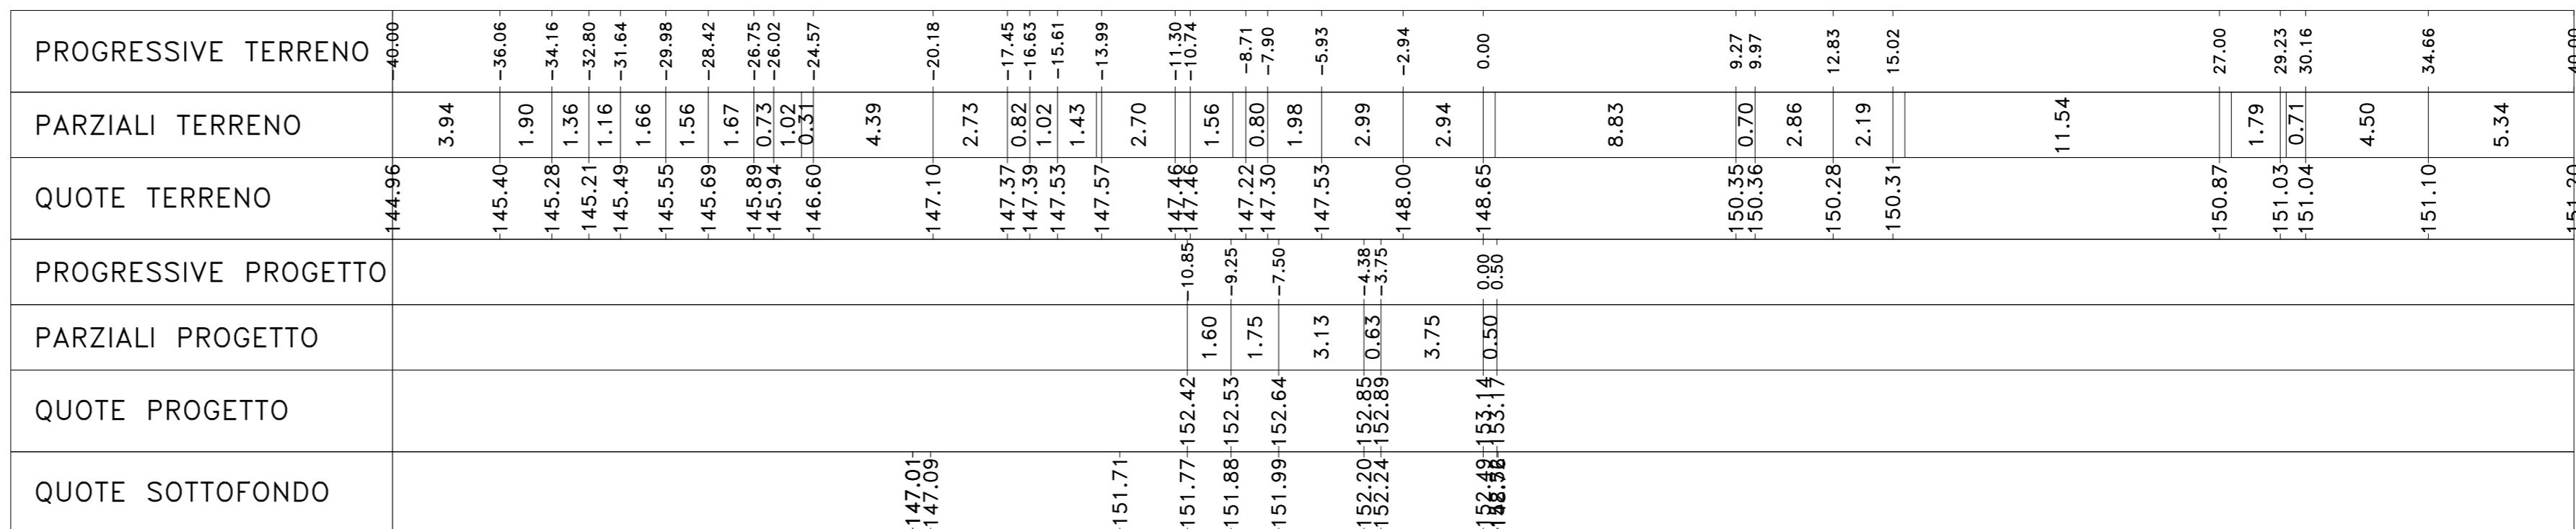 PROGRESSIVE TERRENO -40.00 -36.06 -34.16 -32.80 -31.64 -29.98 -28.42 -26.75 -26.02 -24.57 -20.18 -17.45 -16.63 -15.61 -13.99 -11.30 -10.74 -8.71 -7.90 -5.93 -2.94 0.00 9.27 9.97 12.83 15.02 27.00 29.23 30.16 34.66 40.00
PARZIALI TERRENO 3.94 1.90 1.36 1.16 1.66 1.56 1.67 0.73 1.02 0.31 4.39 2.73 0.82 1.02 1.43 2.70 1.56 0.80 1.98 2.99 2.94 8.83 0.70 2.86 2.19 11.54 1.79 0.71 4.50 5.34
QUOTE TERRENO 144.96 145.40 145.28 145.21 145.49 145.55 145.69 145.89 145.94 146.60 147.10 147.37 147.39 147.53 147.57 147.46 147.46 147.22 147.30 147.53 148.00 148.65 150.35 150.36 150.28 150.31 150.87 151.03 151.04 151.10 151.20
PROGRESSIVE PROGETTO -10.85 -9.25 -7.50 -4.38 -3.75 0.00 0.50
PARZIALI PROGETTO 1.60 1.75 3.13 0.63 3.75 0.50
QUOTE PROGETTO 152.42 152.53 152.64 152.85 152.89 153.14 153.17
QUOTE SOTTOFONDO 147.01 147.09 151.71 151.77 151.88 151.99 152.20 152.24 152.49